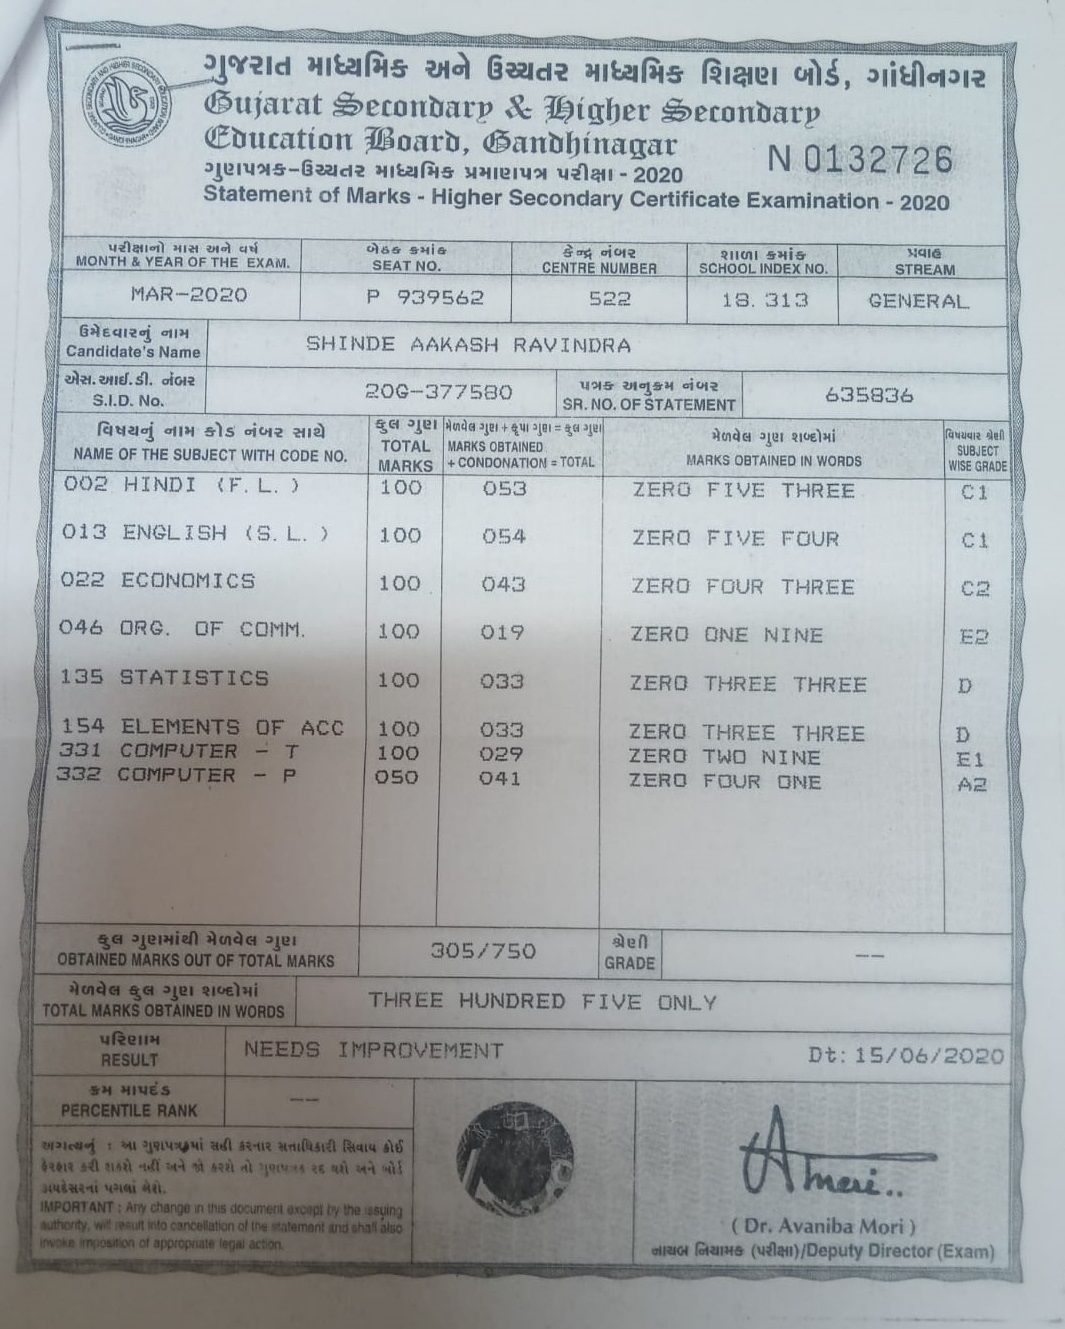 ગુજરાત માધ્યમિક અને ઉચ્ચતર માધ્યમિક શિક્ષણ બોર્ડ, ગાંધીનગર
Gujarat Secondary & Higher Secondary
Education Board, Gandhinagar
N 0132726
ગુણપત્રક-ઉચ્ચતર માધ્યમિક પ્રમાણપત્ર પરીક્ષા - 2020
Statement of Marks - Higher Secondary Certificate Examination - 2020
પરીક્ષાનો માસ અને વર્ષ બેઠક ક્રમાંક કેન્દ્ર નંબર શાળા ક્રમાંક પ્રવાહ
MONTH & YEAR OF THE EXAM. SEAT NO. CENTRE NUMBER SCHOOL INDEX NO. STREAM
MAR-2020 P 939562 522 18. 313 GENERAL
ઉમેદવારનું નામ
Candidate's Name SHINDE AAKASH RAVINDRA
એસ.આઈ.ડી. નંબર 20G-377580 પત્રક અનુક્રમ નંબર 635836
S.I.D. No. SR. NO. OF STATEMENT
વિષયનું નામ કોડ નંબર સાથે કુલ ગુણ મેળવેલ ગુણ + કૃપા ગુણ = કુલ ગુણ મેળવેલ ગુણ શબ્દોમાં વિષયવાર શ્રેણી
NAME OF THE SUBJECT WITH CODE NO. TOTAL MARKS MARKS OBTAINED + CONDONATION = TOTAL MARKS OBTAINED IN WORDS SUBJECT WISE GRADE
002 HINDI (F. L. ) 100 053 ZERO FIVE THREE C1
013 ENGLISH (S. L. ) 100 054 ZERO FIVE FOUR C1
022 ECONOMICS 100 043 ZERO FOUR THREE C2
046 ORG. OF COMM. 100 019 ZERO ONE NINE E2
135 STATISTICS 100 033 ZERO THREE THREE D
154 ELEMENTS OF ACC 100 033 ZERO THREE THREE D
331 COMPUTER - T 100 029 ZERO TWO NINE E1
332 COMPUTER - P 050 041 ZERO FOUR ONE A2
કુલ ગુણમાંથી મેળવેલ ગુણ 305/750 શ્રેણી --
OBTAINED MARKS OUT OF TOTAL MARKS GRADE
મેળવેલ કુલ ગુણ શબ્દોમાં THREE HUNDRED FIVE ONLY
TOTAL MARKS OBTAINED IN WORDS
પરિણામ NEEDS IMPROVEMENT Dt: 15/06/2020
RESULT
ક્રમ માપદંડ --
PERCENTILE RANK
અગત્યનું : આ ગુણપત્રકમાં સહી કરનાર સત્તાધિકારી સિવાય કોઈ
ફેરફાર કરી શકશે નહીં અને જો કરશે તો ગુણપત્રક રદ થશે અને બોર્ડ
કાયદેસરનાં પગલાં લેશે.
IMPORTANT : Any change in this document except by the issuing
authority, will result into cancellation of the statement and shall also
invoke imposition of appropriate legal action.
( Dr. Avaniba Mori )
નાયબ નિયામક (પરીક્ષા)/Deputy Director (Exam)